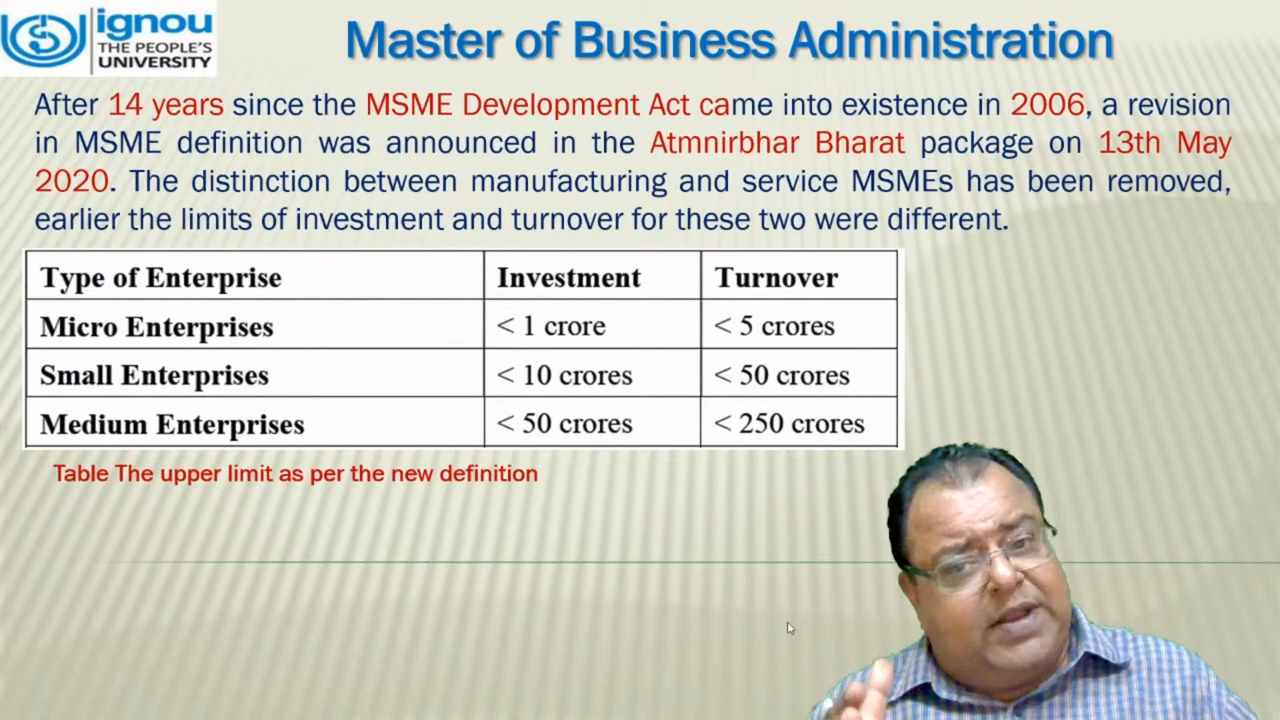 ignou
THE PEOPLE'S
UNIVERSITY
Master of Business Administration
After 14 years since the MSME Development Act came into existence in 2006, a revision
in MSME definition was announced in the Atmnirbhar Bharat package on 13th May
2020. The distinction between manufacturing and service MSMEs has been removed,
earlier the limits of investment and turnover for these two were different.
Type of Enterprise Investment Turnover
Micro Enterprises < 1 crore < 5 crores
Small Enterprises < 10 crores < 50 crores
Medium Enterprises < 50 crores < 250 crores
Table The upper limit as per the new definition